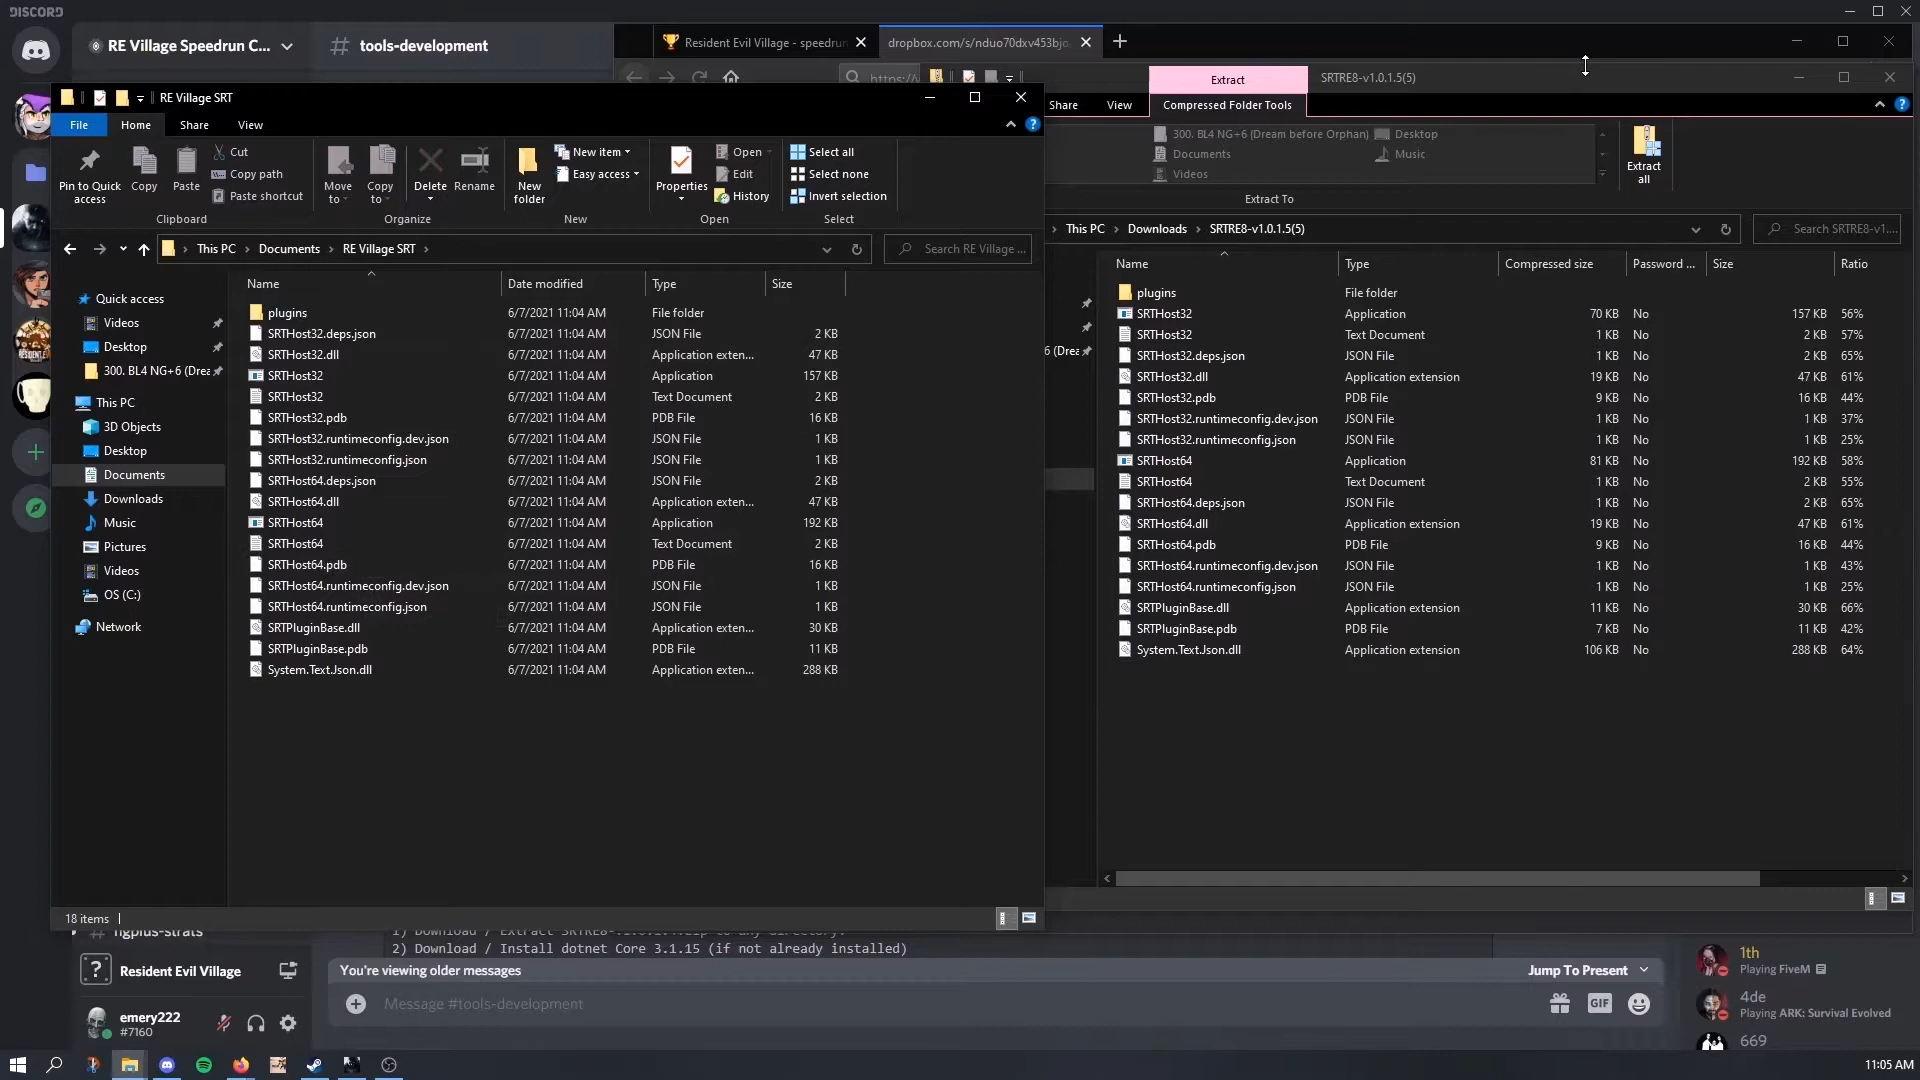 DISCORD
RE Village Speedrun C...
# tools-development
Resident Evil Village - speedrun
dropbox.com/s/nduo70dxv453bjo
https://
Extract
SRTRE8-v1.0.1.5(5)
Share
View
Compressed Folder Tools
300. BL4 NG+6 (Dream before Orphan)
Desktop
Documents
Music
Videos
Extract all
Extract To
This PC > Downloads > SRTRE8-v1.0.1.5(5)
Search SRTRE8-v1....
Name Type Compressed size Password ... Size Ratio
plugins File folder
SRTHost32 Application 70 KB No 157 KB 56%
SRTHost32 Text Document 1 KB No 2 KB 57%
SRTHost32.deps.json JSON File 1 KB No 2 KB 65%
SRTHost32.dll Application extension 19 KB No 47 KB 61%
SRTHost32.pdb PDB File 9 KB No 16 KB 44%
SRTHost32.runtimeconfig.dev.json JSON File 1 KB No 1 KB 37%
SRTHost32.runtimeconfig.json JSON File 1 KB No 1 KB 25%
SRTHost64 Application 81 KB No 192 KB 58%
SRTHost64 Text Document 1 KB No 2 KB 55%
SRTHost64.deps.json JSON File 1 KB No 2 KB 65%
SRTHost64.dll Application extension 19 KB No 47 KB 61%
SRTHost64.pdb PDB File 9 KB No 16 KB 44%
SRTHost64.runtimeconfig.dev.json JSON File 1 KB No 1 KB 43%
SRTHost64.runtimeconfig.json JSON File 1 KB No 1 KB 25%
SRTPluginBase.dll Application extension 11 KB No 30 KB 66%
SRTPluginBase.pdb PDB File 7 KB No 11 KB 42%
System.Text.Json.dll Application extension 106 KB No 288 KB 64%
6 (Drea
RE Village SRT
File Home Share View
Pin to Quick access
Copy
Paste
Cut
Copy path
Paste shortcut
Clipboard
Move to
Copy to
Delete
Rename
Organize
New folder
New item
Easy access
New
Properties
Open
Edit
History
Open
Select all
Select none
Invert selection
Select
This PC > Documents > RE Village SRT >
Search RE Village ...
Quick access
Videos
Desktop
300. BL4 NG+6 (Drea
This PC
3D Objects
Desktop
Documents
Downloads
Music
Pictures
Videos
OS (C:)
Network
Name Date modified Type Size
plugins 6/7/2021 11:04 AM File folder
SRTHost32.deps.json 6/7/2021 11:04 AM JSON File 2 KB
SRTHost32.dll 6/7/2021 11:04 AM Application exten... 47 KB
SRTHost32 6/7/2021 11:04 AM Application 157 KB
SRTHost32 6/7/2021 11:04 AM Text Document 2 KB
SRTHost32.pdb 6/7/2021 11:04 AM PDB File 16 KB
SRTHost32.runtimeconfig.dev.json 6/7/2021 11:04 AM JSON File 1 KB
SRTHost32.runtimeconfig.json 6/7/2021 11:04 AM JSON File 1 KB
SRTHost64.deps.json 6/7/2021 11:04 AM JSON File 2 KB
SRTHost64.dll 6/7/2021 11:04 AM Application exten... 47 KB
SRTHost64 6/7/2021 11:04 AM Application 192 KB
SRTHost64 6/7/2021 11:04 AM Text Document 2 KB
SRTHost64.pdb 6/7/2021 11:04 AM PDB File 16 KB
SRTHost64.runtimeconfig.dev.json 6/7/2021 11:04 AM JSON File 1 KB
SRTHost64.runtimeconfig.json 6/7/2021 11:04 AM JSON File 1 KB
SRTPluginBase.dll 6/7/2021 11:04 AM Application exten... 30 KB
SRTPluginBase.pdb 6/7/2021 11:04 AM PDB File 11 KB
System.Text.Json.dll 6/7/2021 11:04 AM Application exten... 288 KB
18 items
# ngplus-strats
2) Download / Install dotnet Core 3.1.15 (if not already installed)
You're viewing older messages
Jump To Present
Message #tools-development
GIF
Resident Evil Village
emery222
#7160
1th
Playing FiveM
4de
Playing ARK: Survival Evolved
669
11:05 AM